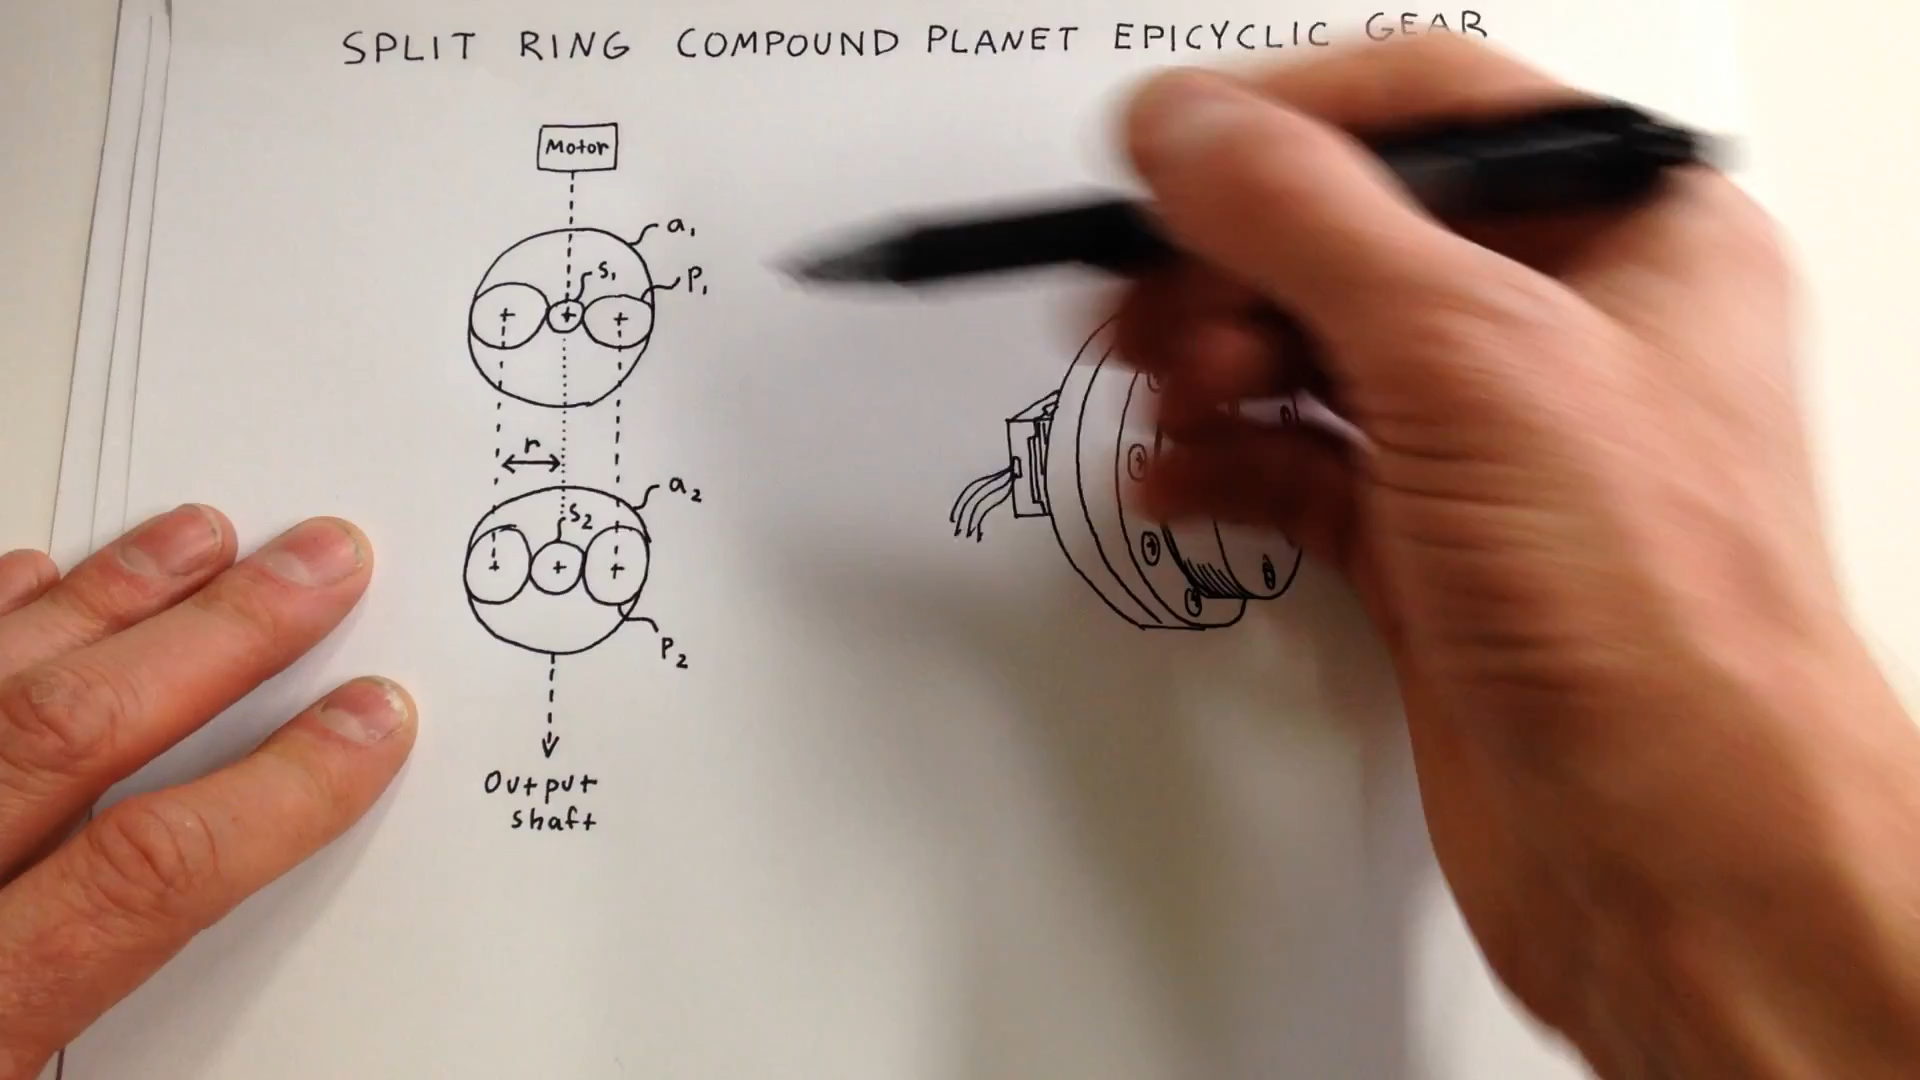 SPLIT RING COMPOUND PLANET EPICYCLIC GEAR
Motor
a₁
s₁
P₁
r
a₂
s₂
P₂
Output
shaft